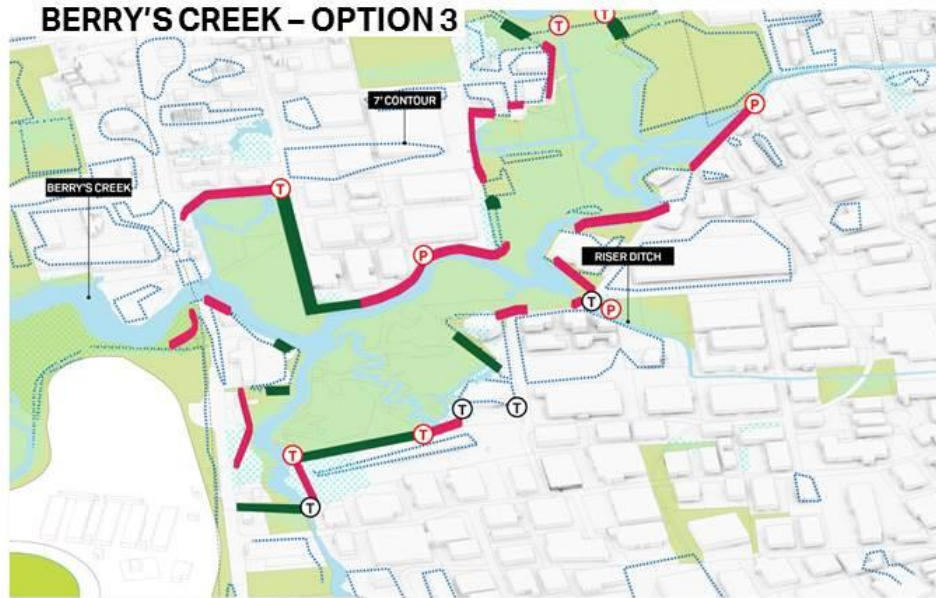 BERRY'S CREEK – OPTION 3
T
T
P
7' CONTOUR
BERRY'S CREEK
T
P
RISER DITCH
T
P
T
T
T
T
T